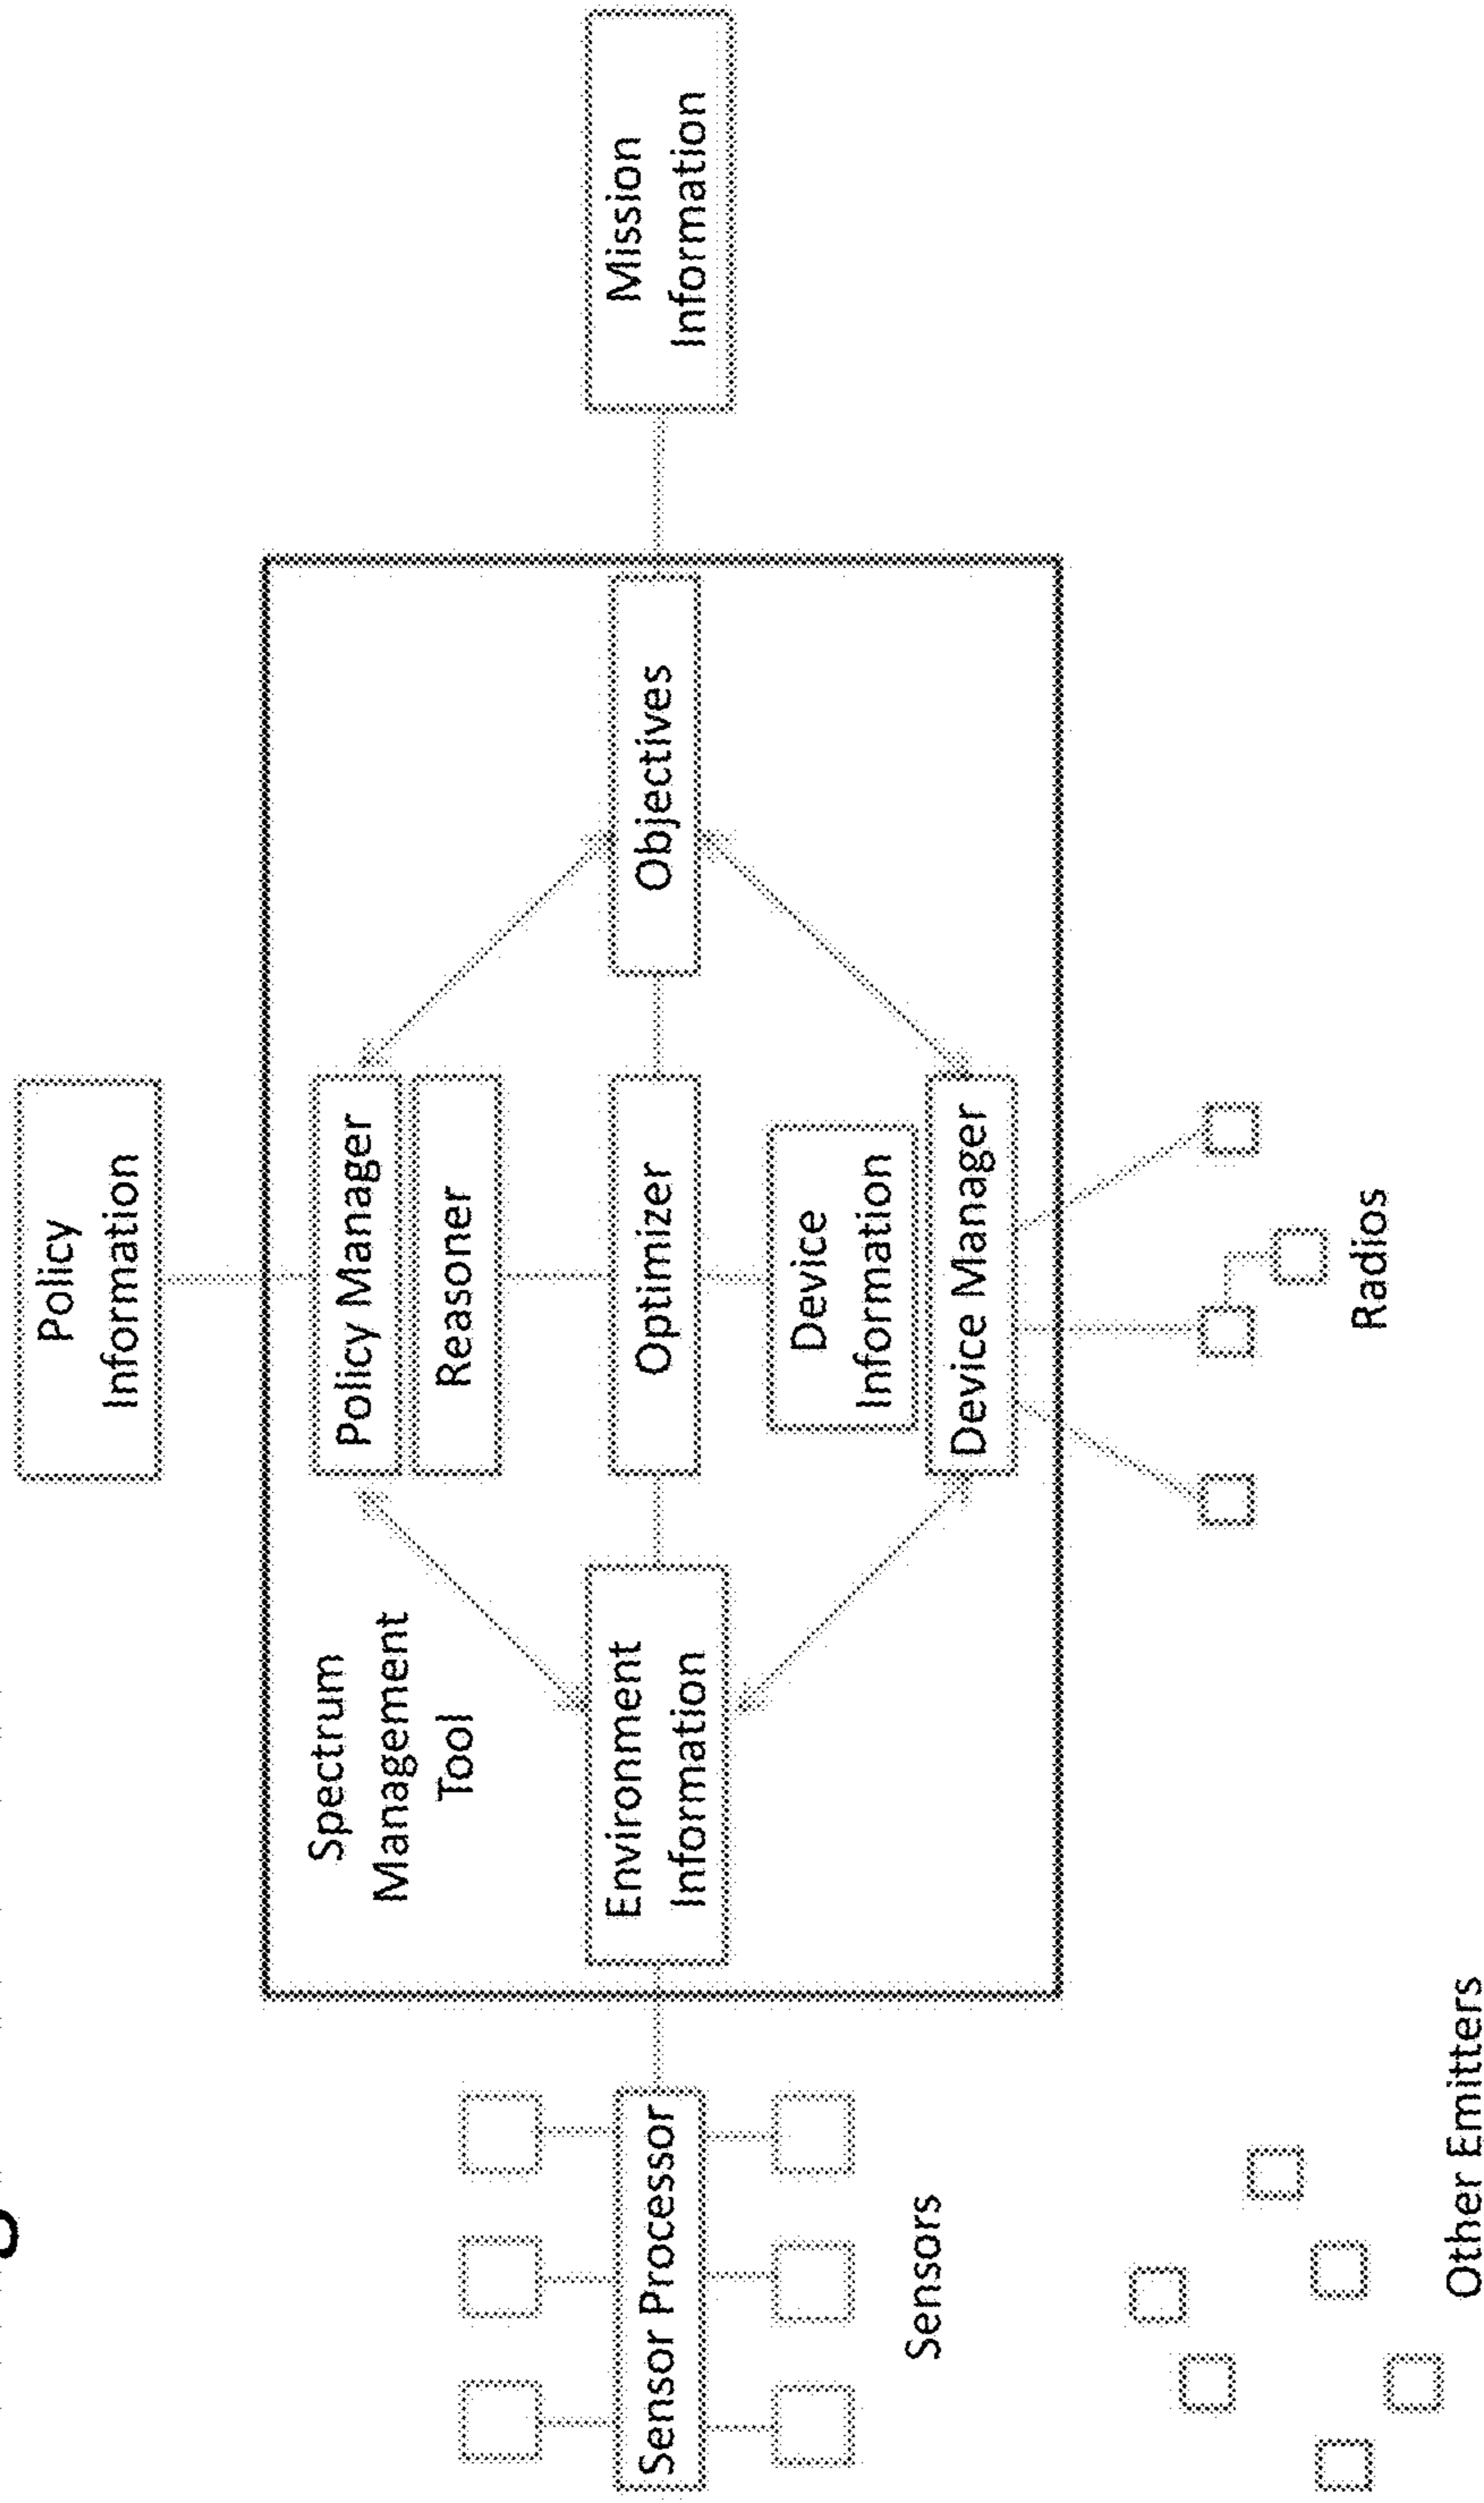 Policy
Information
Spectrum
Management
Tool
Policy Manager
Reasoner
Sensor Processor
Environment
Information
Optimizer
Objectives
Mission
Information
Device
Information
Device Manager
Sensors
Radios
Other Emitters